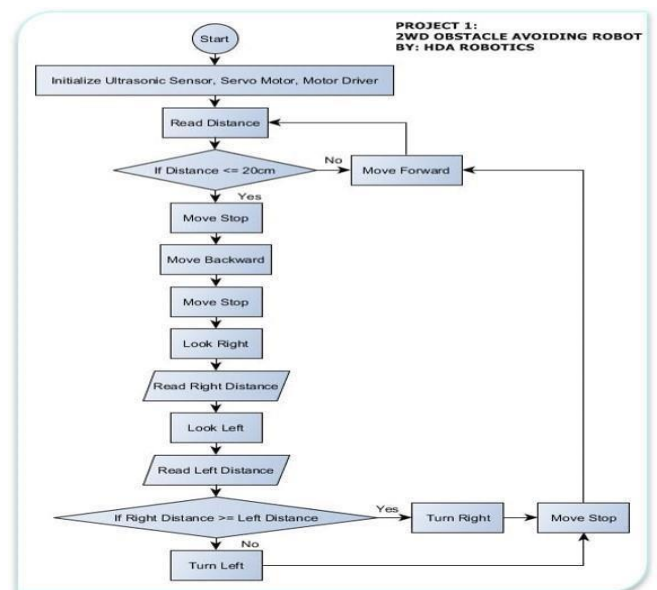 PROJECT 1:
2WD OBSTACLE AVOIDING ROBOT
BY: HDA ROBOTICS
Start
Initialize Ultrasonic Sensor, Servo Motor, Motor Driver
Read Distance
If Distance <= 20cm
No
Move Forward
Yes
Move Stop
Move Backward
Move Stop
Look Right
Read Right Distance
Look Left
Read Left Distance
If Right Distance >= Left Distance
Yes
Turn Right
Move Stop
No
Turn Left